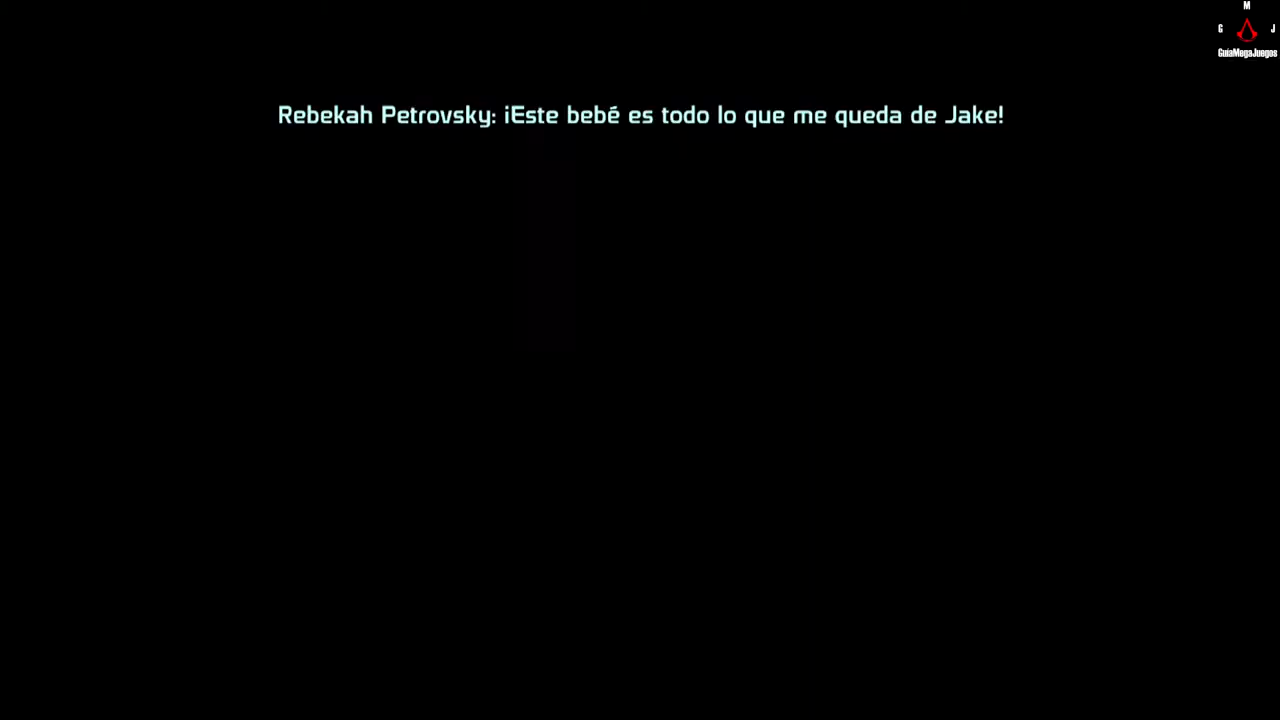 M
G J
GuiaMegaJuegos
Rebekah Petrovsky: ¡Este bebé es todo lo que me queda de Jake!